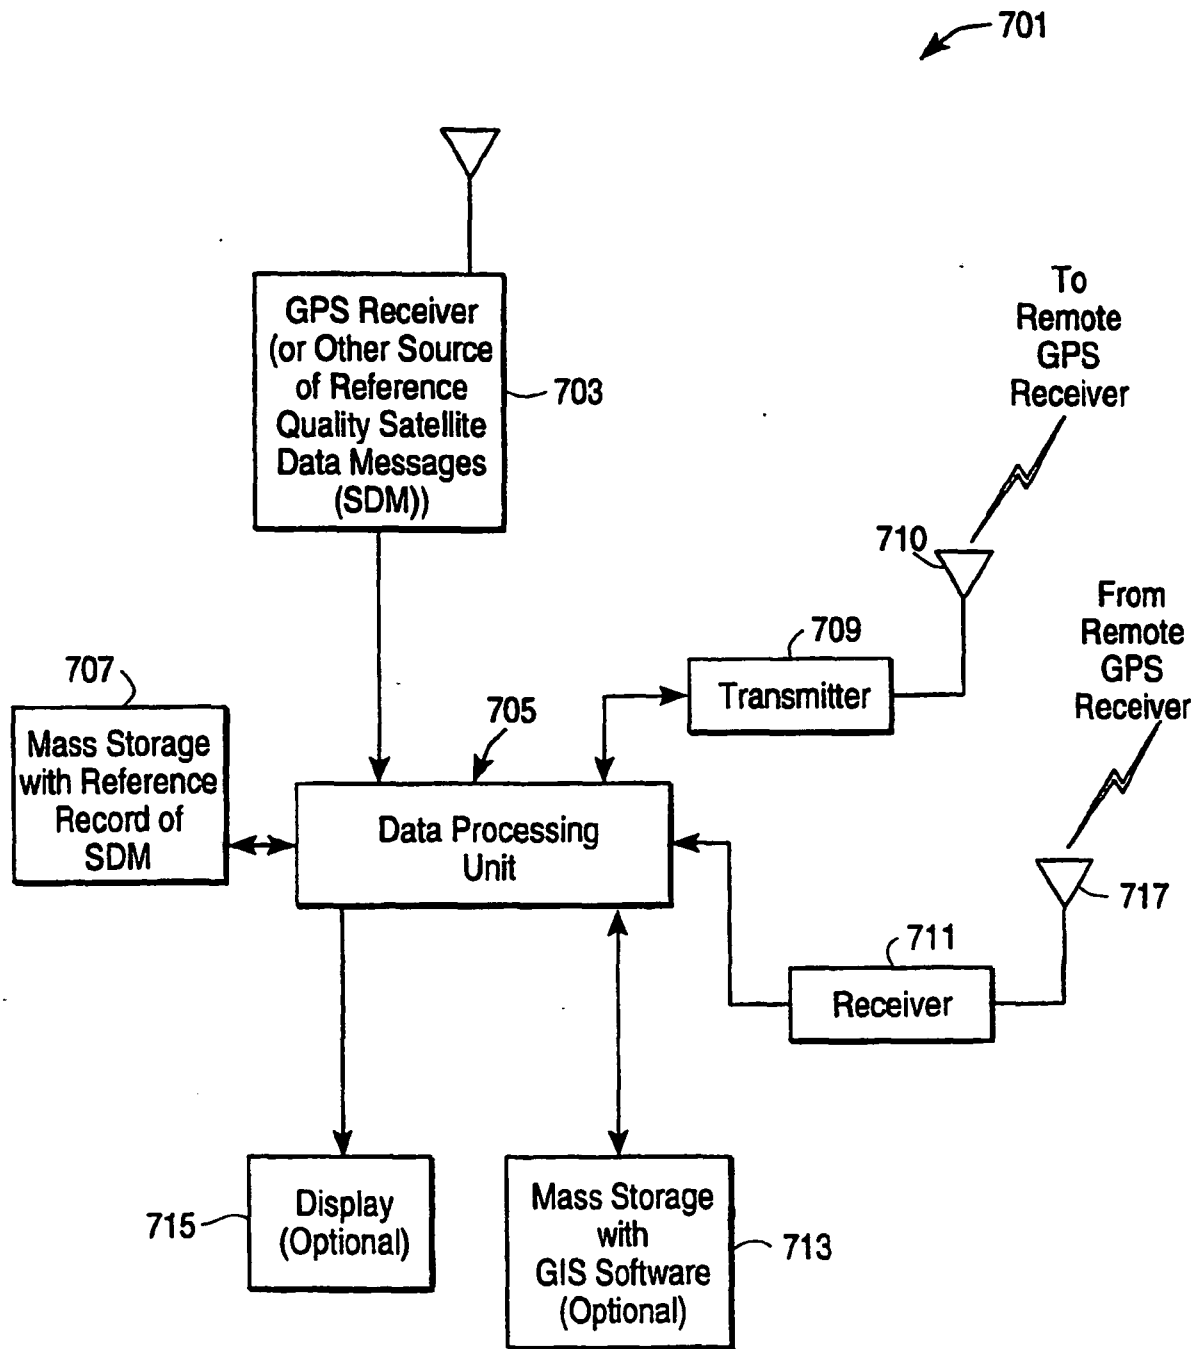 701
GPS Receiver
(or Other Source
of Reference
Quality Satellite
Data Messages
(SDM))
703
To
Remote
GPS
Receiver
710
From
Remote
GPS
Receiver
709
Transmitter
707
Mass Storage
with Reference
Record of
SDM
705
Data Processing
Unit
717
711
Receiver
715
Display
(Optional)
Mass Storage
with
GIS Software
(Optional)
713